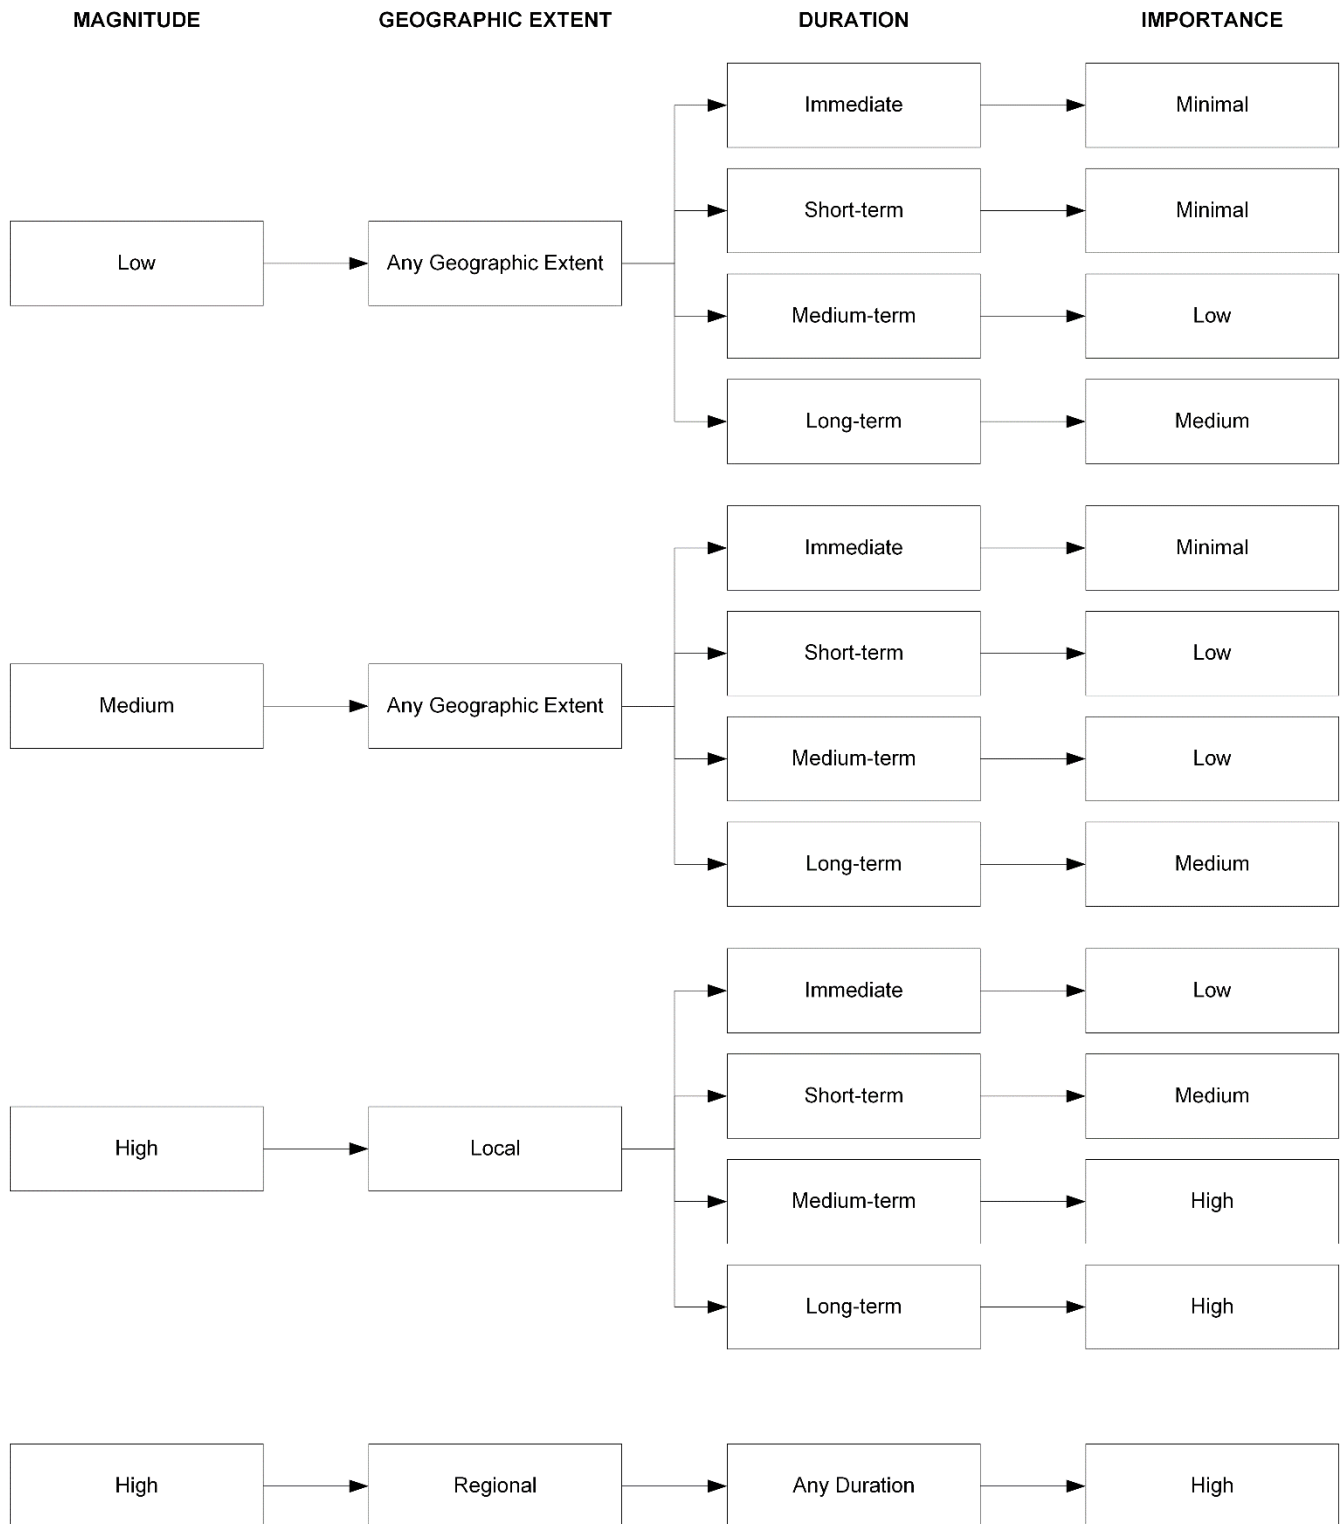 MAGNITUDE GEOGRAPHIC EXTENT DURATION IMPORTANCE
Immediate Minimal
Short-term Minimal
Low Any Geographic Extent
Medium-term Low
Long-term Medium
Immediate Minimal
Short-term Low
Medium Any Geographic Extent
Medium-term Low
Long-term Medium
Immediate Low
Short-term Medium
High Local
Medium-term High
Long-term High
High Regional Any Duration High